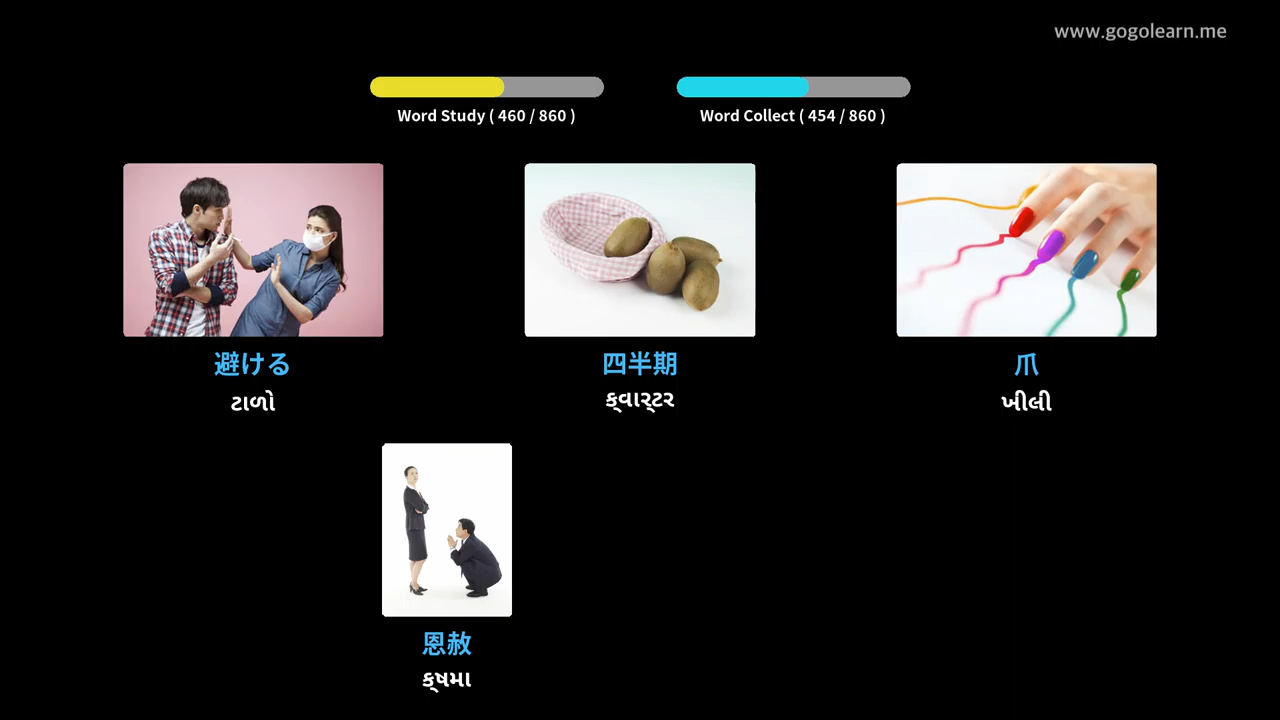 www.gogolearn.me
Word Study ( 460 / 860 )
Word Collect ( 454 / 860 )
避ける
ટાળો
四半期
ક્વાર્ટર
爪
ખીલી
恩赦
ક્ષમા